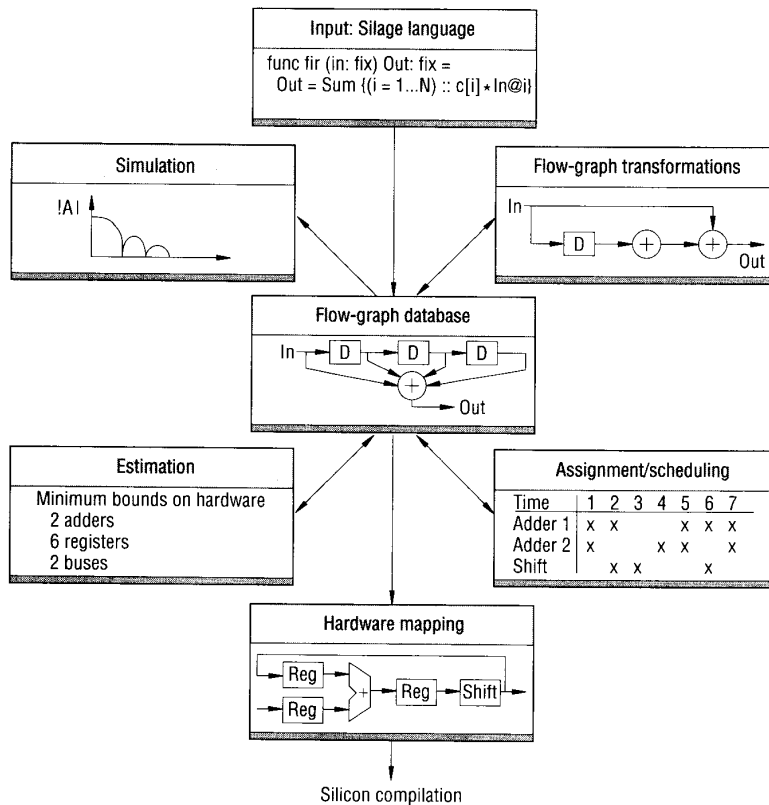 Input: Silage language
func fir (in: fix) Out: fix =
Out = Sum {(i = 1...N) :: c[i]*In@i}
Simulation
!A|
Flow-graph transformations
In
D
+
+
Out
Flow-graph database
In
D
D
D
+
Out
Estimation
Minimum bounds on hardware
2 adders
6 registers
2 buses
Assignment/scheduling
Time 1 2 3 4 5 6 7
Adder 1 x x x x x
Adder 2 x x x x
Shift x x x
Hardware mapping
Reg
Reg
+
Reg
Shift
Silicon compilation